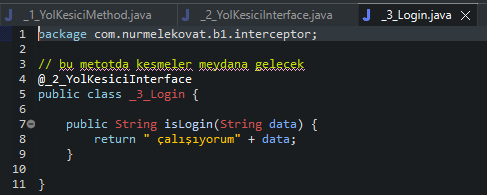 _1_YolKesiciMethod.java
_2_YolKesiciInterface.java
_3_Login.java
1 package com.nurmelekovat.b1.interceptor;
2
3 // bu metotda kesmeler meydana gelecek
4 @_2_YolKesiciInterface
5 public class _3_Login {
6
7 public String isLogin(String data) {
8 return " çalışıyorum" + data;
9 }
10
11 }